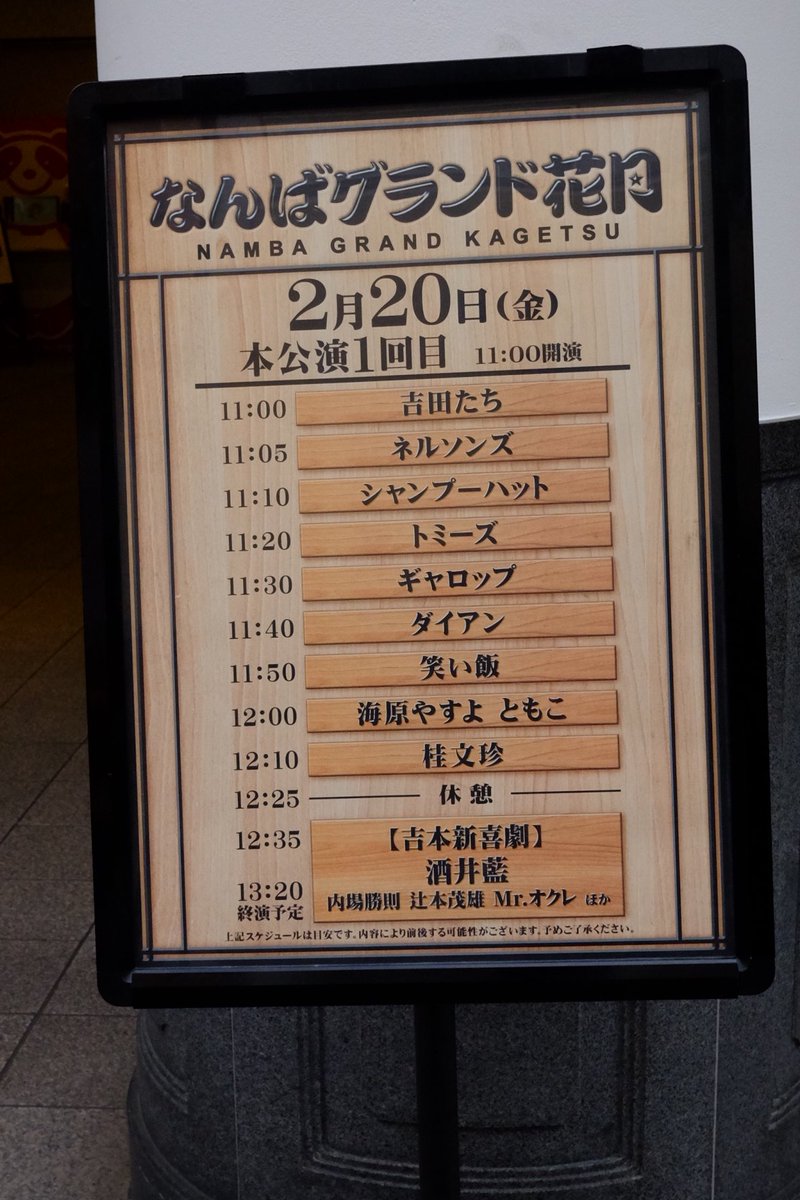 なんばグランド花月
NAMBA GRAND KAGETSU
2月20日(金)
本公演1回目 11:00開演
11:00 吉田たち
11:05 ネルソンズ
11:10 シャンプーハット
11:20 トミーズ
11:30 ギャロップ
11:40 ダイアン
11:50 笑い飯
12:00 海原やすよ ともこ
12:10 桂文珍
12:25 休憩
12:35 【吉本新喜劇】
酒井藍
13:20 終演予定
内場勝則 辻本茂雄 Mr.オクレ ほか
上記スケジュールは目安です。内容により前後する可能性がございます。予めご了承ください。